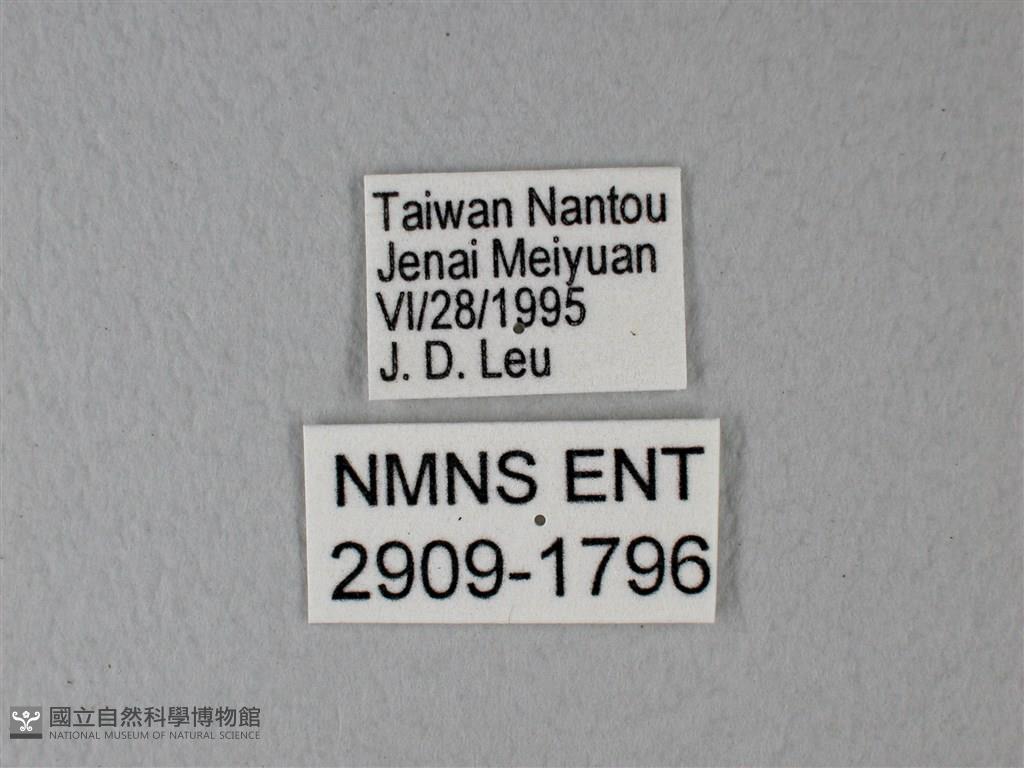 Taiwan Nantou
Jenai Meiyuan
VI/28/1995
J. D. Leu
NMNS ENT
2909-1796
國立自然科學博物館
NATIONAL MUSEUM OF NATURAL SCIENCE